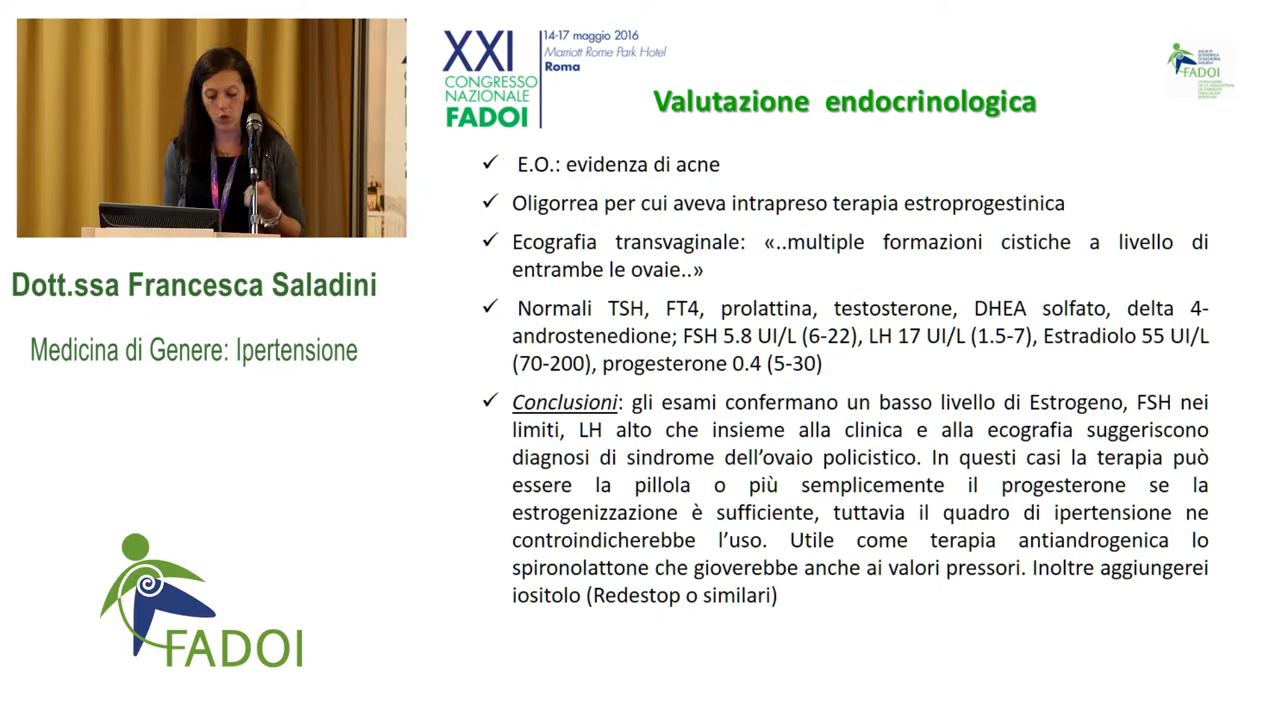 XXI
CONGRESSO
NAZIONALE
FADOI
14-17 maggio 2016
Marriott Rome Park Hotel
Roma
FADOI
Valutazione endocrinologica
✓ E.O.: evidenza di acne
✓ Oligorrea per cui aveva intrapreso terapia estroprogestinica
✓ Ecografia transvaginale: «..multiple formazioni cistiche a livello di
entrambe le ovaie..»
✓ Normali TSH, FT4, prolattina, testosterone, DHEA solfato, delta 4-
androstenedione; FSH 5.8 UI/L (6-22), LH 17 UI/L (1.5-7), Estradiolo 55 UI/L
(70-200), progesterone 0.4 (5-30)
✓ Conclusioni: gli esami confermano un basso livello di Estrogeno, FSH nei
limiti, LH alto che insieme alla clinica e alla ecografia suggeriscono
diagnosi di sindrome dell'ovaio policistico. In questi casi la terapia può
essere la pillola o più semplicemente il progesterone se la
estrogenizzazione è sufficiente, tuttavia il quadro di ipertensione ne
controindicherebbe l'uso. Utile come terapia antiandrogenica lo
spironolattone che gioverebbe anche ai valori pressori. Inoltre aggiungerei
iositolo (Redestop o similari)
Dott.ssa Francesca Saladini
Medicina di Genere: Ipertensione
FADOI